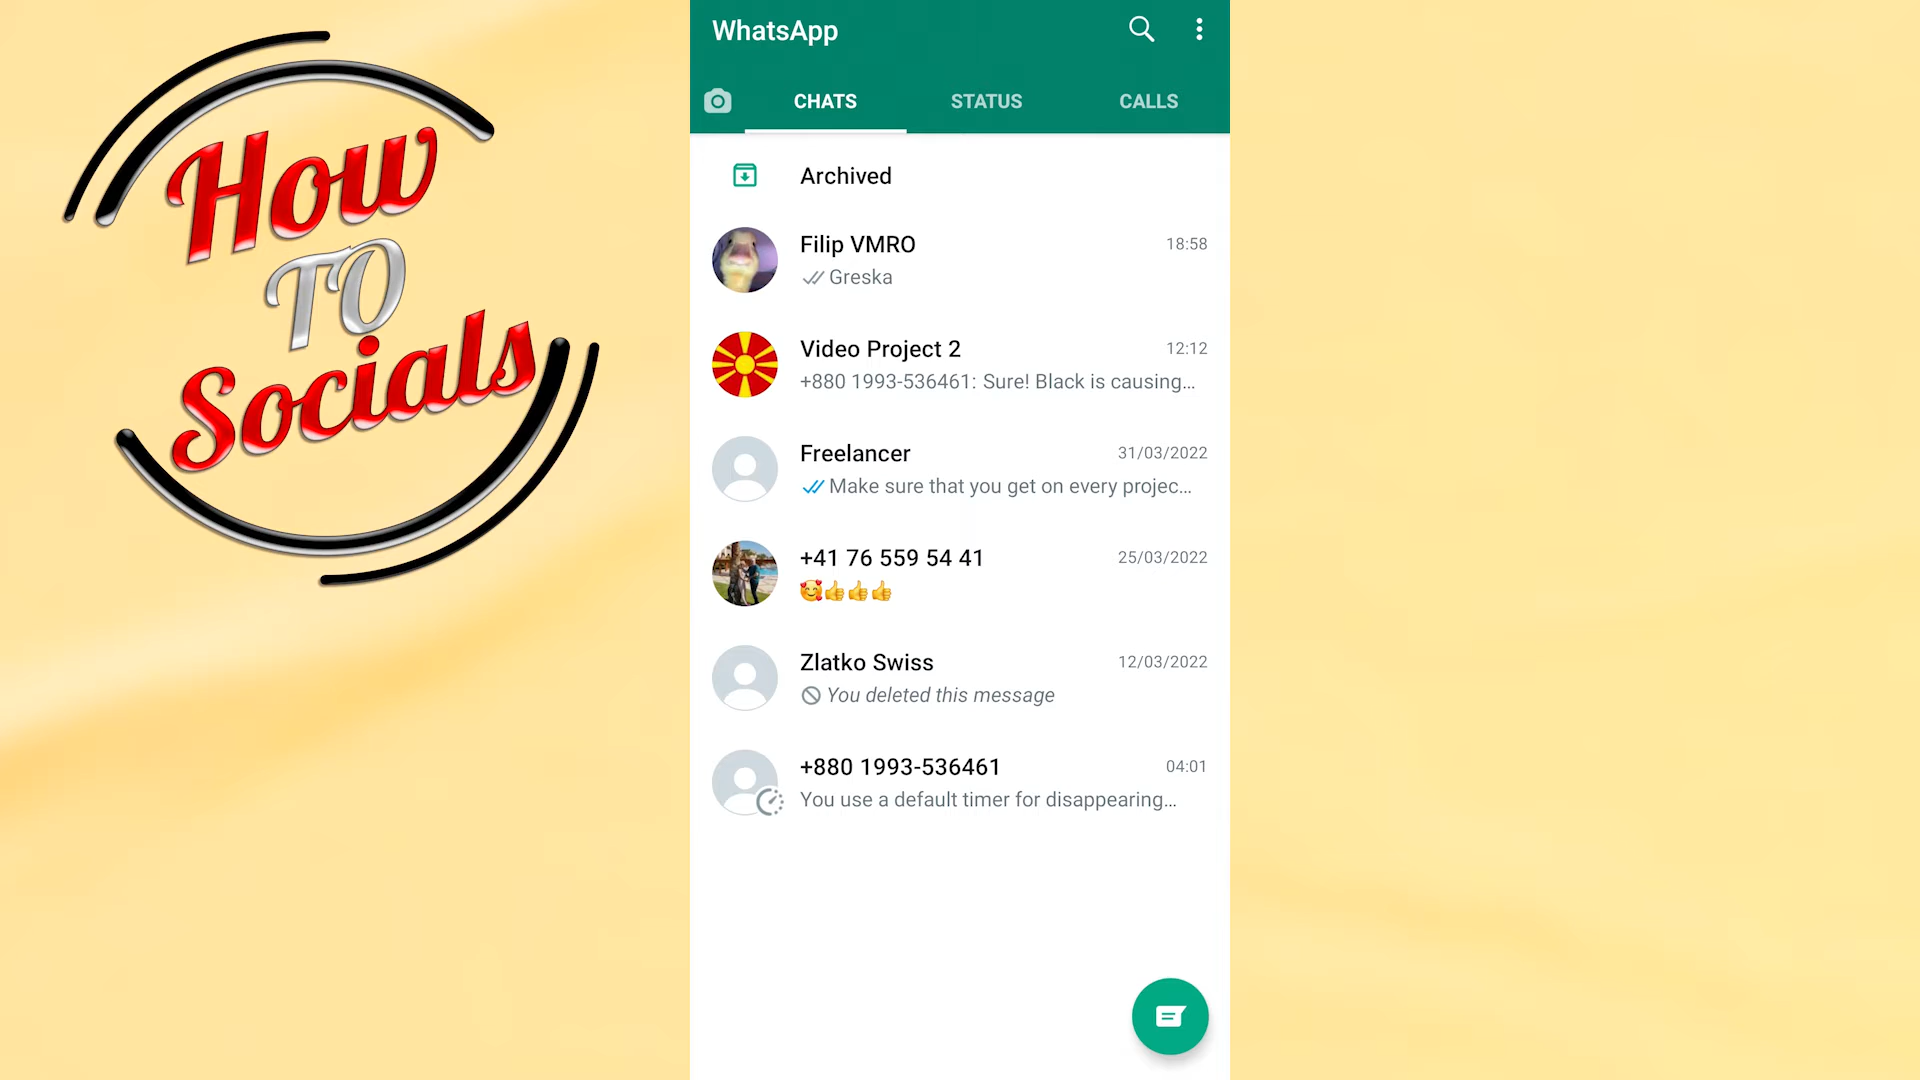 How
TO
Socials
WhatsApp
CHATS
STATUS
CALLS
Archived
Filip VMRO
18:58
Greska
Video Project 2
12:12
+880 1993-536461: Sure! Black is causing...
Freelancer
31/03/2022
Make sure that you get on every projec...
+41 76 559 54 41
25/03/2022
🥰👍👍👍
Zlatko Swiss
12/03/2022
You deleted this message
+880 1993-536461
04:01
You use a default timer for disappearing...